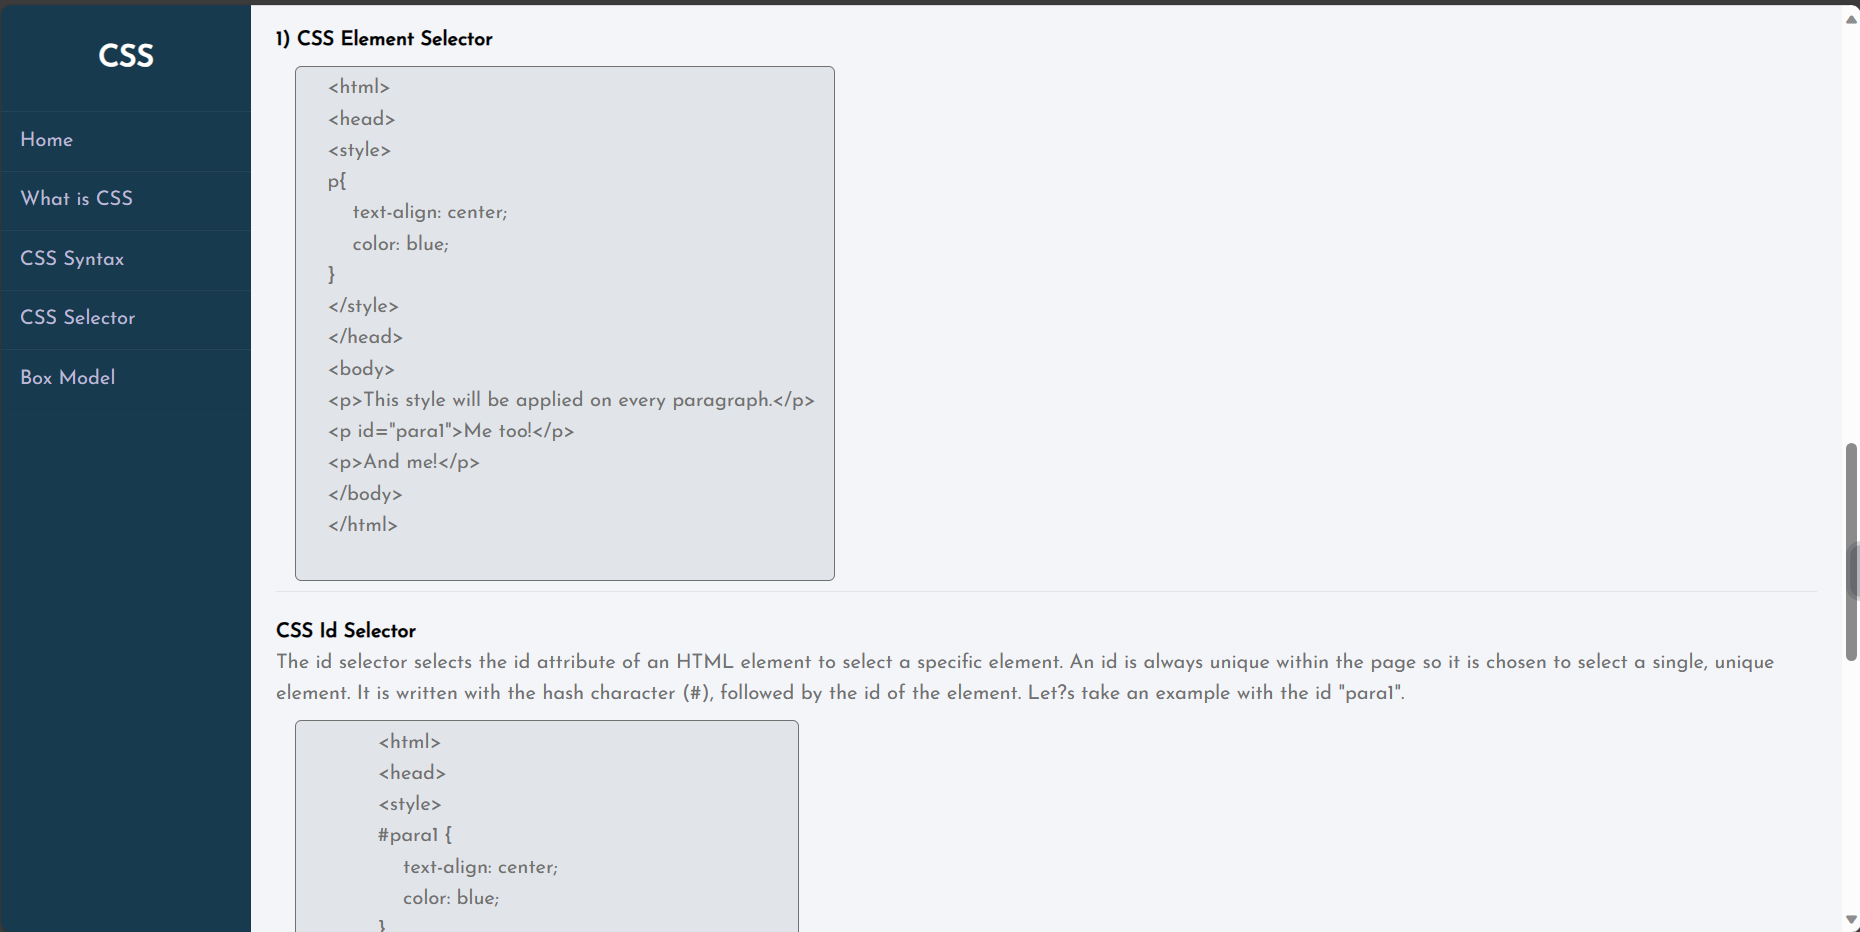 CSS
Home
What is CSS
CSS Syntax
CSS Selector
Box Model
1) CSS Element Selector
<html>
<head>
<style>
p{
text-align: center;
color: blue;
}
</style>
</head>
<body>
<p>This style will be applied on every paragraph.</p>
<p id="para1">Me too!</p>
<p>And me!</p>
</body>
</html>
CSS Id Selector
The id selector selects the id attribute of an HTML element to select a specific element. An id is always unique within the page so it is chosen to select a single, unique
element. It is written with the hash character (#), followed by the id of the element. Let?s take an example with the id "para1".
<html>
<head>
<style>
#para1 {
text-align: center;
color: blue;
}